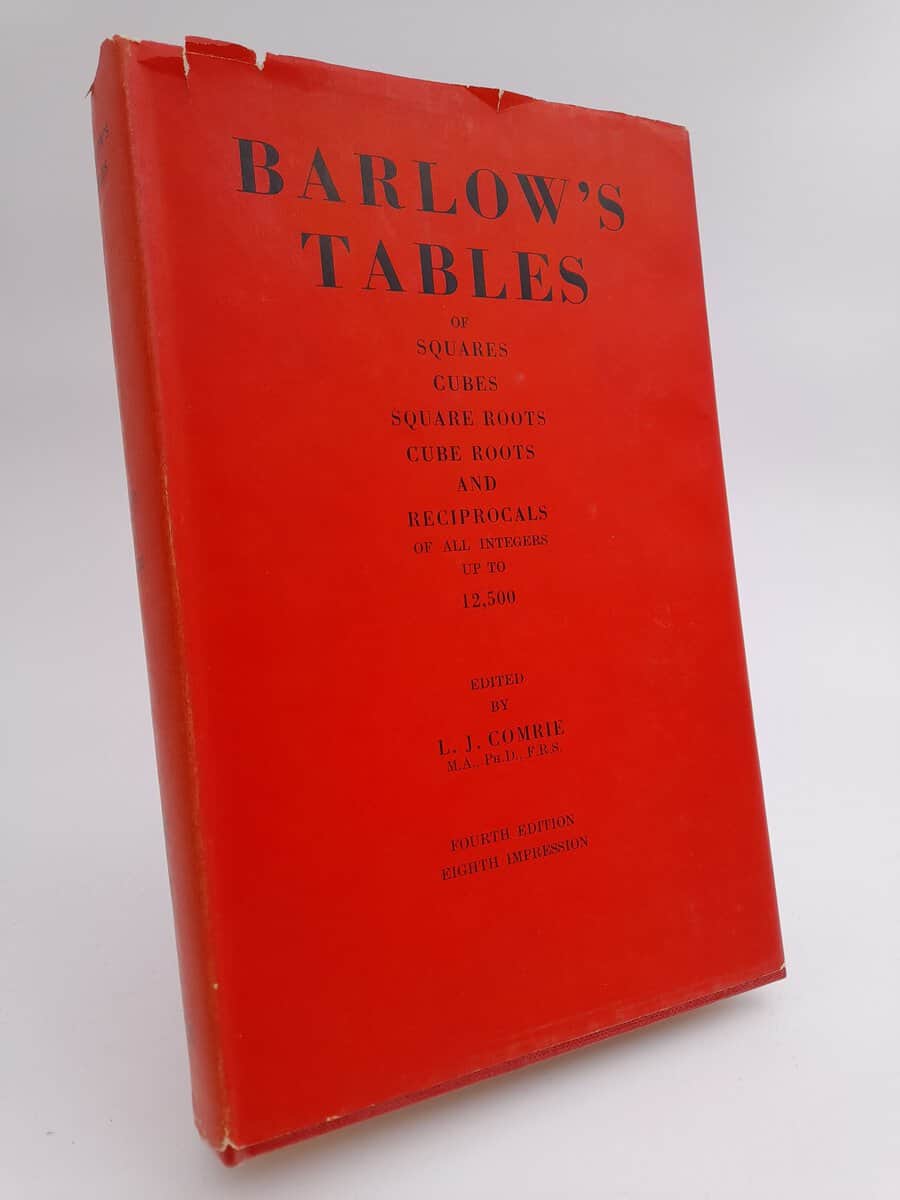 BARLOW'S
TABLES
OF
SQUARES
CUBES
SQUARE ROOTS
CUBE ROOTS
AND
RECIPROCALS
OF ALL INTEGERS
UP TO
12,500
EDITED
BY
L. J. COMRIE
M.A., PH.D., F.R.S.
FOURTH EDITION
EIGHTH IMPRESSION